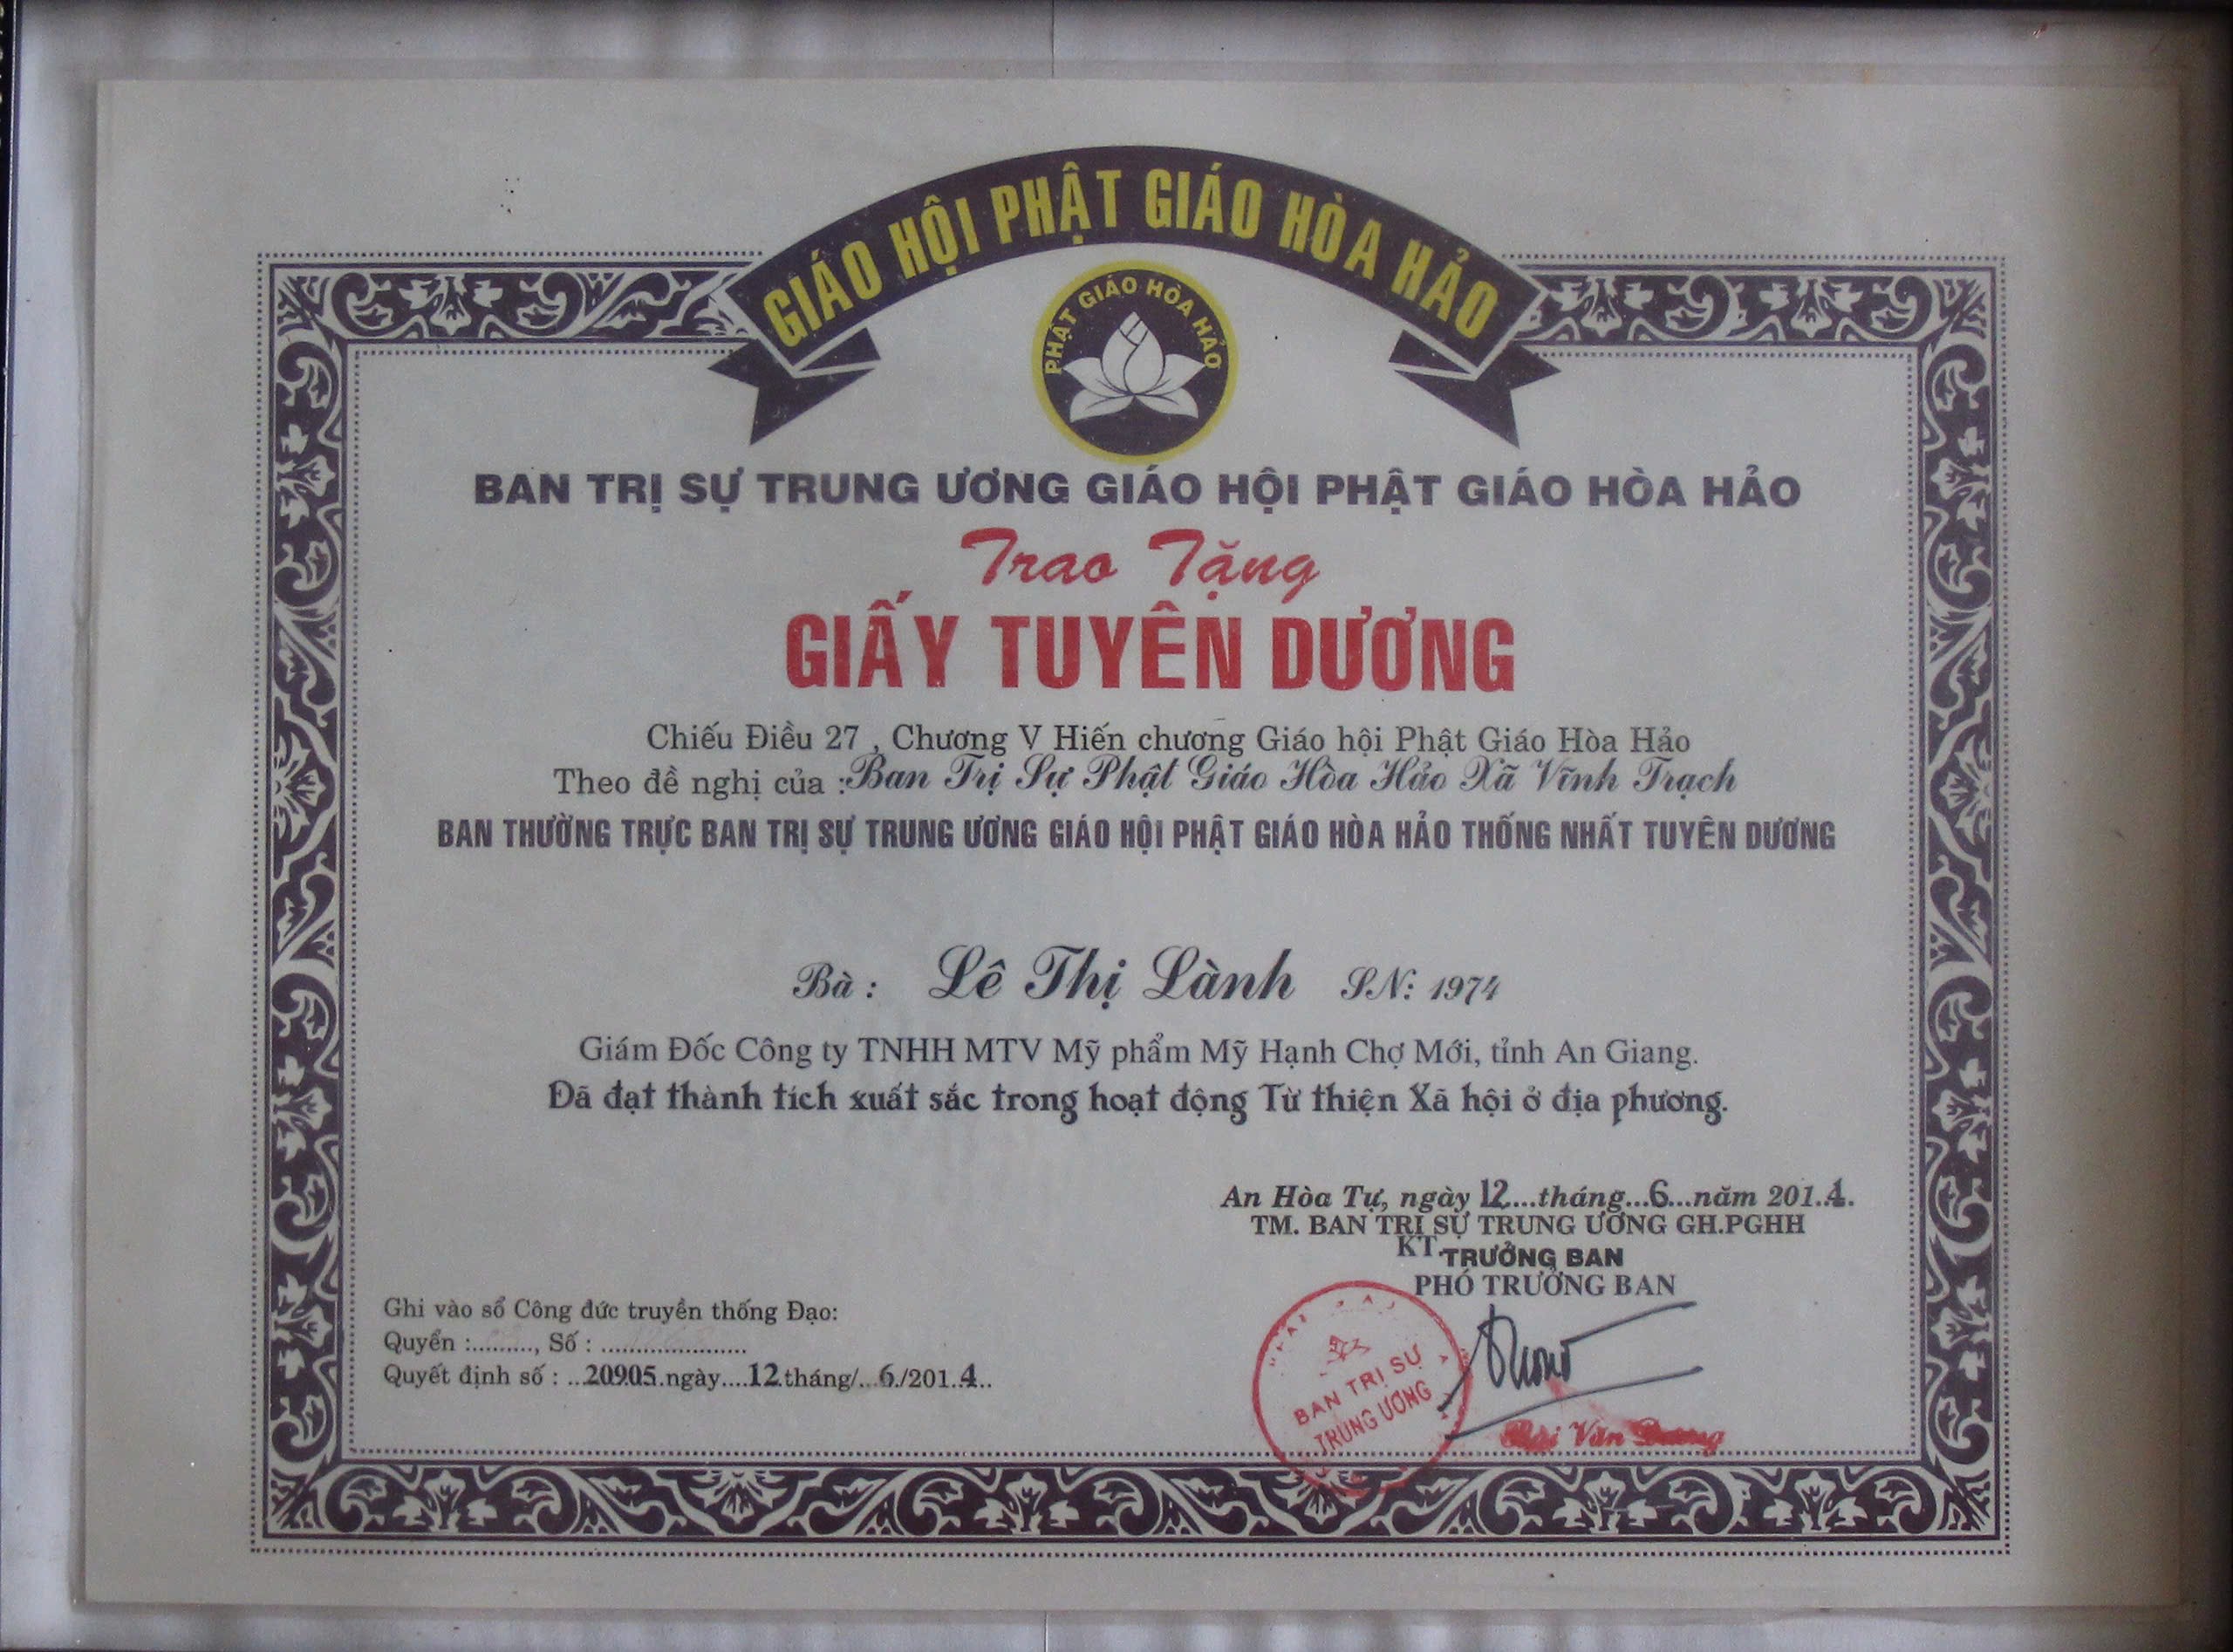 GIÁO HỘI PHẬT GIÁO HÒA HẢO
PHẬT GIÁO HÒA HẢO
BAN TRỊ SỰ TRUNG ƯƠNG GIÁO HỘI PHẬT GIÁO HÒA HẢO
Trao Tặng
GIẤY TUYÊN DƯƠNG
Chiếu Điều 27 , Chương V Hiến chương Giáo hội Phật Giáo Hòa Hảo
Theo đề nghị của :Ban Trị Sự Phật Giáo Hòa Hảo Xã Vĩnh Trạch
BAN THƯỜNG TRỰC BAN TRỊ SỰ TRUNG ƯƠNG GIÁO HỘI PHẬT GIÁO HÒA HẢO THỐNG NHẤT TUYÊN DƯƠNG
Bà : Lê Thị Lành SN: 1974
Giám Đốc Công ty TNHH MTV Mỹ phẩm Mỹ Hạnh Chợ Mới, tỉnh An Giang.
Đã đạt thành tích xuất sắc trong hoạt động Từ thiện Xã hội ở địa phương.
An Hòa Tự, ngày 12....tháng...6...năm 201.4.
TM. BAN TRỊ SỰ TRUNG ƯƠNG GH.PGHH
KT.TRƯỞNG BAN
PHÓ TRƯỞNG BAN
Ghi vào sổ Công đức truyền thống Đạo:
Quyển :.........., Số : ......................
Quyết định số : ..20905.ngày....12.tháng/...6./201..4..
BAN TRỊ SỰ
TRUNG ƯƠNG
Bùi Văn Dương